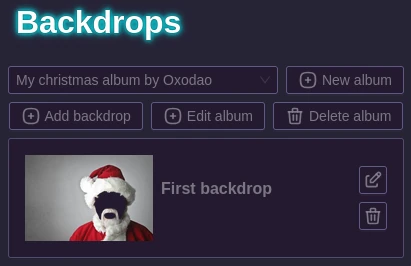 Backdrops
My christmas album by Oxodao
New album
Add backdrop
Edit album
Delete album
First backdrop